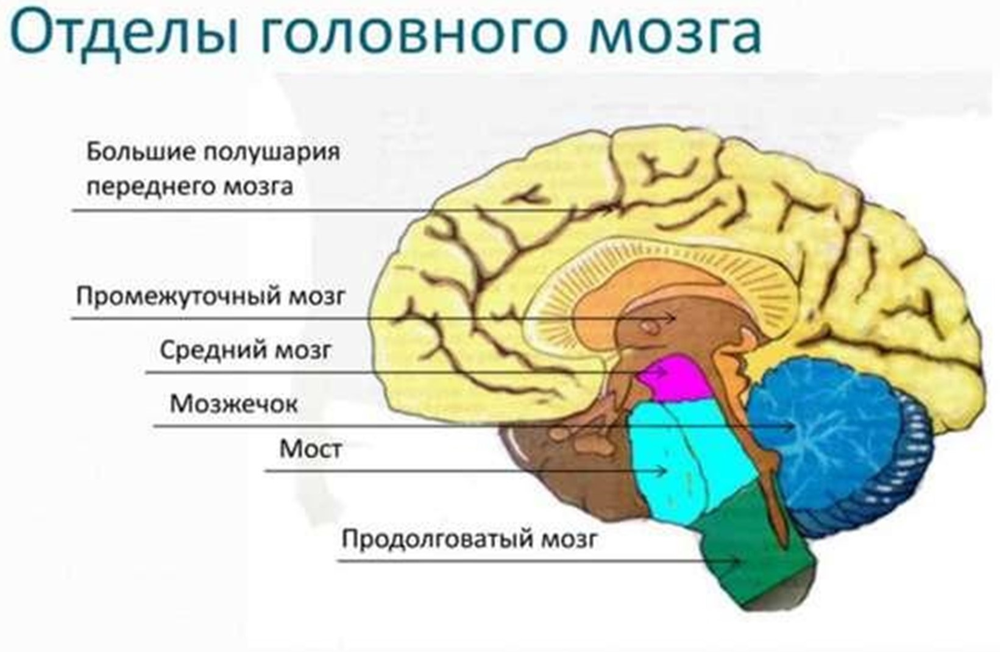 Отделы головного мозга
Большие полушария
переднего мозга
Промежуточный мозг
Средний мозг
Мозжечок
Мост
Продолговатый мозг